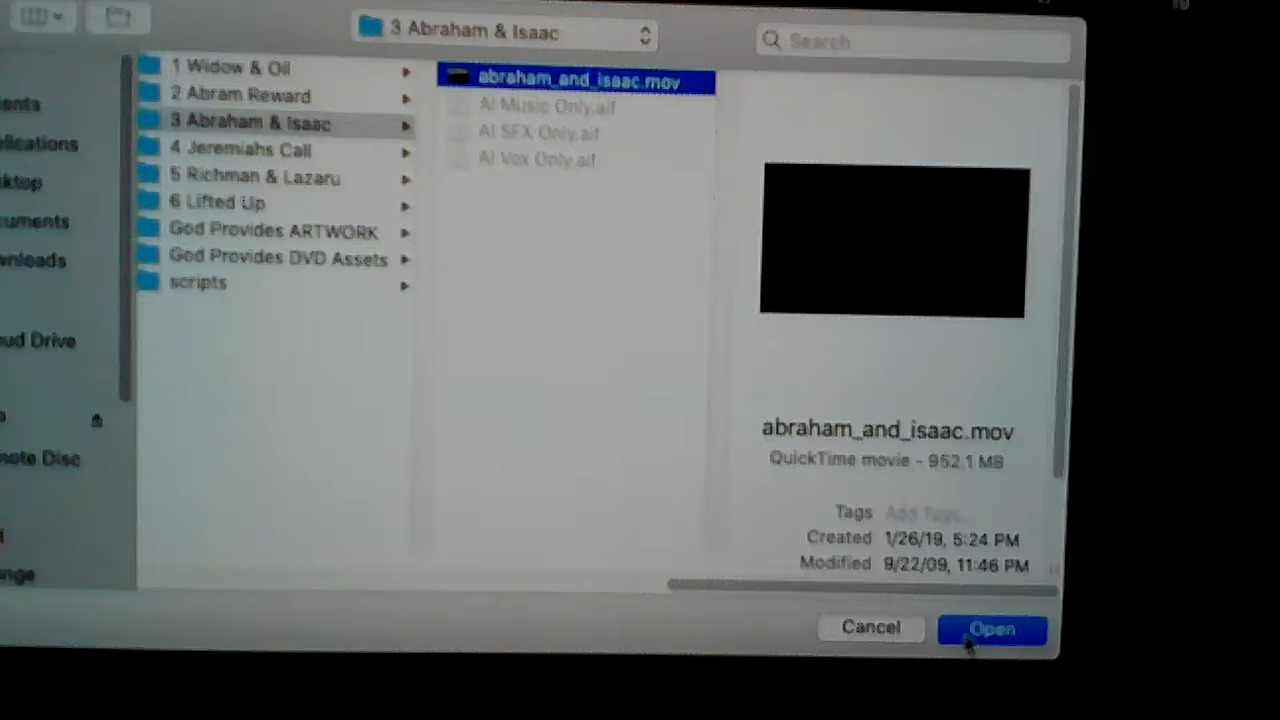 3 Abraham & Isaac
Search
ents
lications
ktop
uments
wnloads
ud Drive
mote Disc
nge
1 Widow & Oil
2 Abram Reward
3 Abraham & Isaac
4 Jeremiahs Call
5 Richman & Lazaru
6 Lifted Up
God Provides ARTWORK
God Provides DVD Assets
scripts
abraham_and_isaac.mov
AI Music Only.aif
AI SFX Only.aif
AI Vox Only.aif
abraham_and_isaac.mov
QuickTime movie - 952.1 MB
Tags Add Tags...
Created 1/26/19, 5:24 PM
Modified 9/22/09, 11:46 PM
Cancel
Open